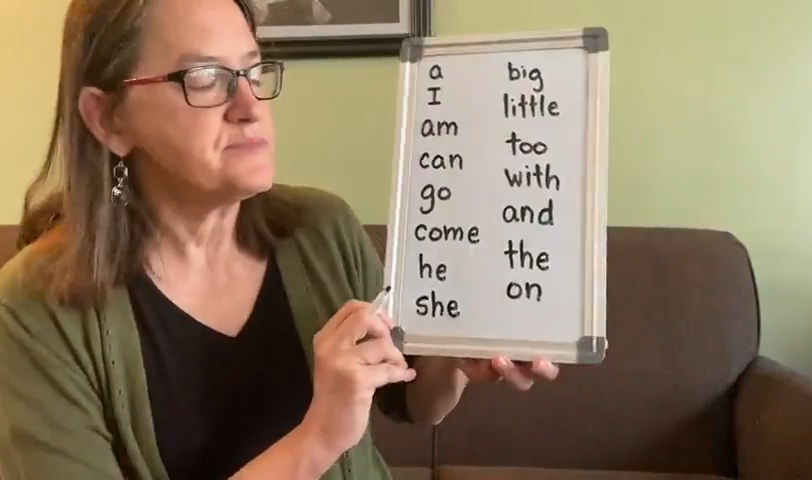 a
I
am
can
go
come
he
she
big
little
too
with
and
the
on